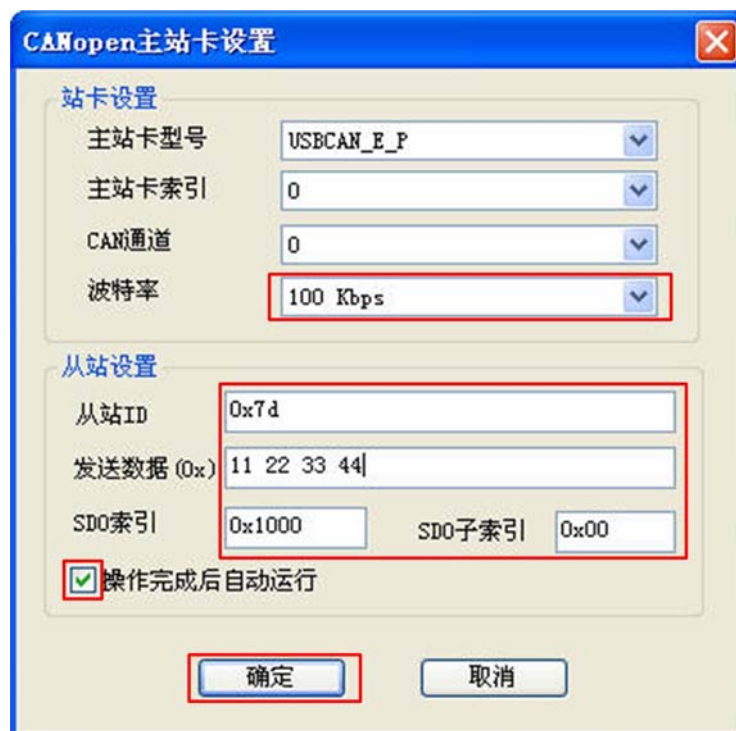 CANopen主站卡设置
站卡设置
主站卡型号 USBCAN_E_P
主站卡索引 0
CAN通道 0
波特率 100 Kbps
从站设置
从站ID 0x7d
发送数据(0x) 11 22 33 44
SDO索引 0x1000 SDO子索引 0x00
操作完成后自动运行
确定 取消